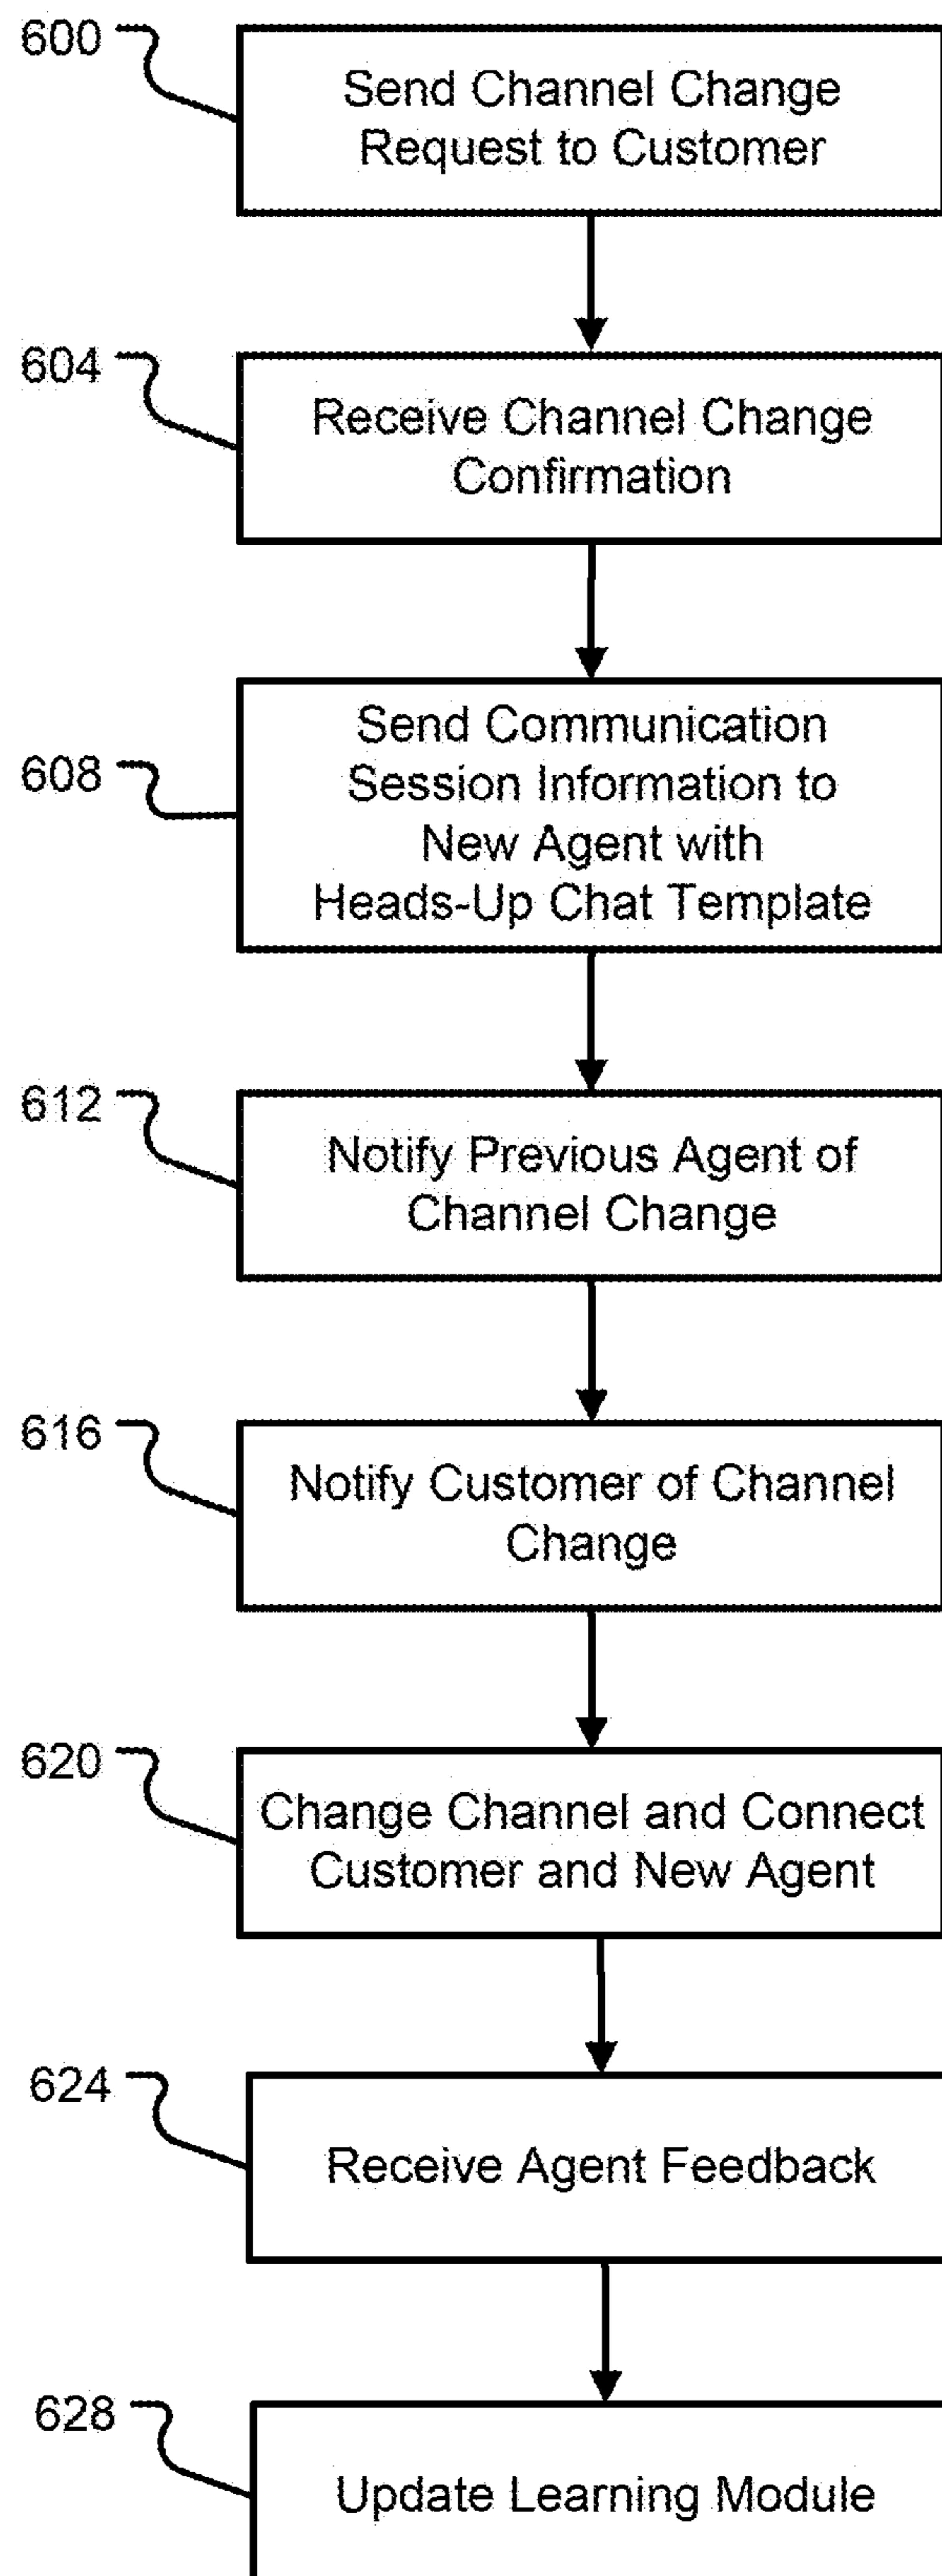 600
Send Channel Change
Request to Customer
604
Receive Channel Change
Confirmation
608
Send Communication
Session Information to
New Agent with
Heads-Up Chat Template
612
Notify Previous Agent of
Channel Change
616
Notify Customer of Channel
Change
620
Change Channel and Connect
Customer and New Agent
624
Receive Agent Feedback
628
Update Learning Module